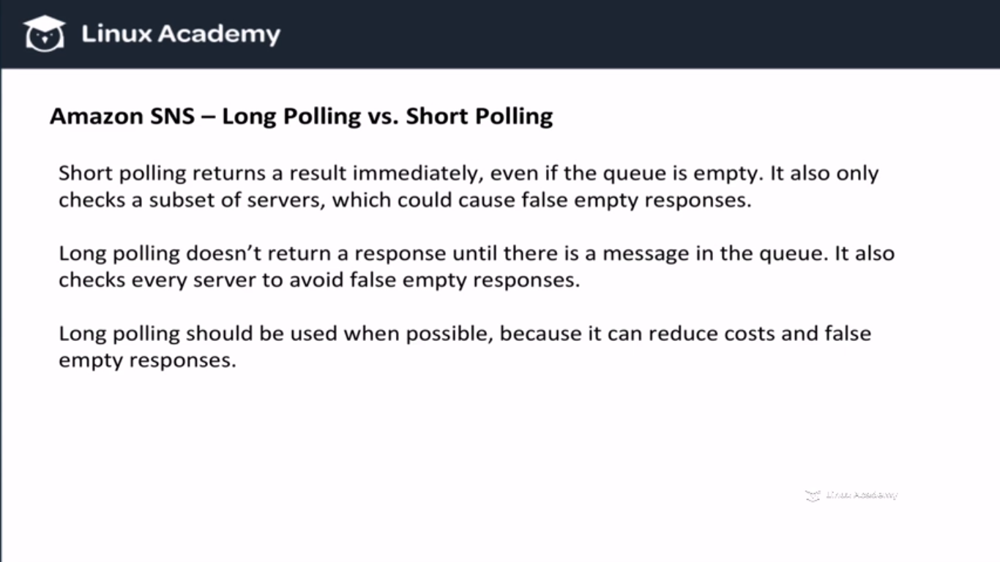 Linux Academy
Amazon SNS – Long Polling vs. Short Polling
Short polling returns a result immediately, even if the queue is empty. It also only
checks a subset of servers, which could cause false empty responses.
Long polling doesn’t return a response until there is a message in the queue. It also
checks every server to avoid false empty responses.
Long polling should be used when possible, because it can reduce costs and false
empty responses.
Linux Academy